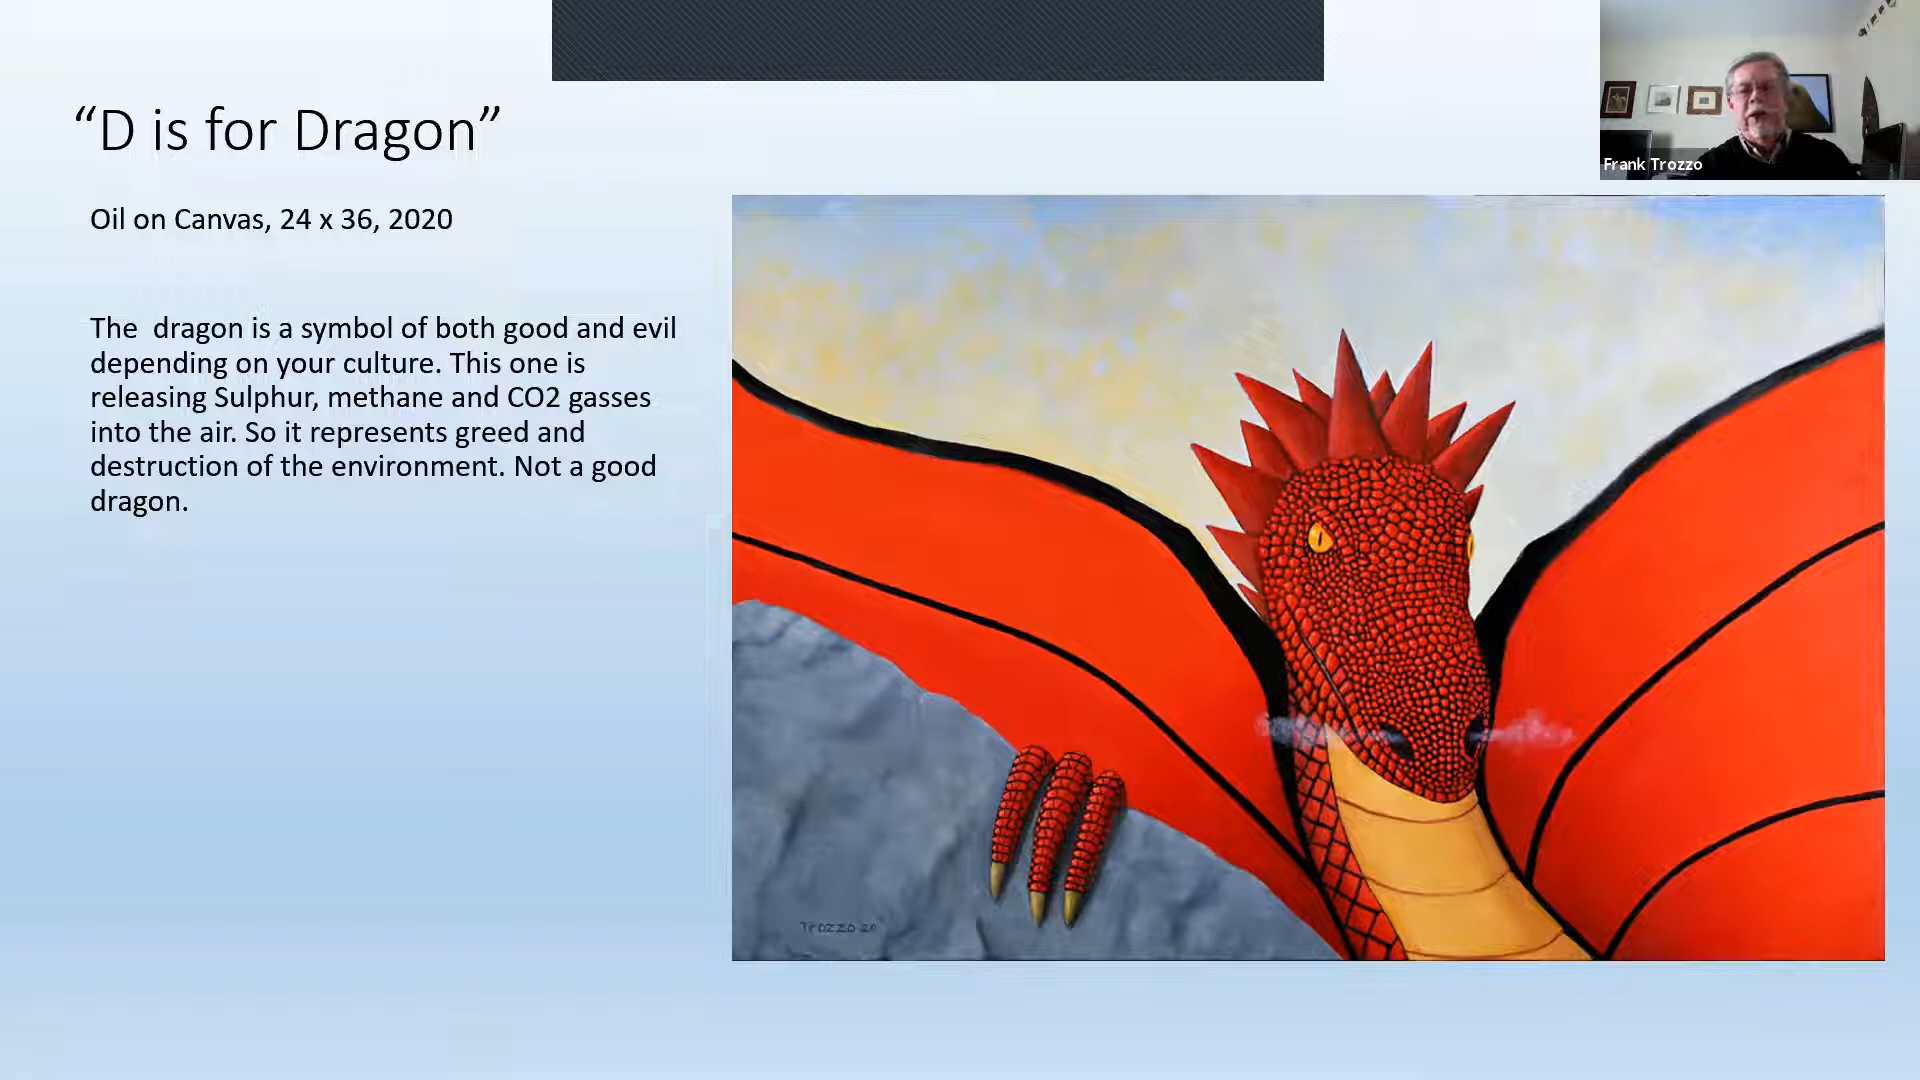 “D is for Dragon”
Frank Trozzo
Oil on Canvas, 24 x 36, 2020
The  dragon is a symbol of both good and evil
depending on your culture. This one is
releasing Sulphur, methane and CO2 gasses
into the air. So it represents greed and
destruction of the environment. Not a good
dragon.
Trozzo 20